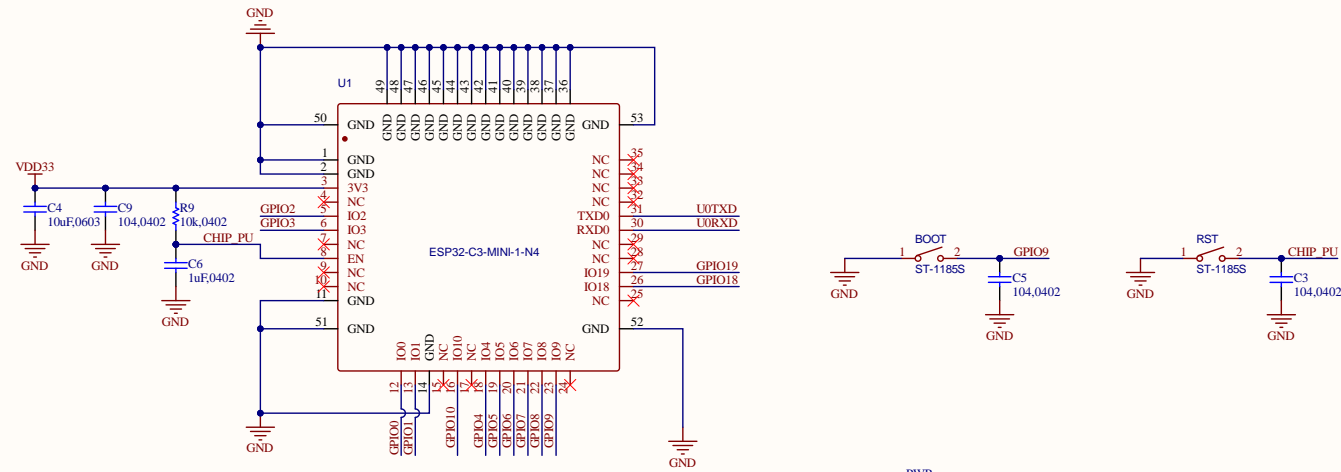 GND
U1
49
48
47
46
45
44
43
42
41
40
39
38
37
36
GND
GND
GND
GND
GND
GND
GND
GND
GND
GND
GND
GND
GND
GND
50
GND
GND
53
1
GND
2
GND
VDD33
3
3V3
4
NC
GPIO2
5
IO2
GPIO3
6
IO3
7
NC
CHIP_PU
8
EN
9
NC
10
NC
11
GND
51
GND
C4
10uF,0603
GND
C9
104,0402
GND
R9
10k,0402
C6
1uF,0402
GND
ESP32-C3-MINI-1-N4
NC
35
NC
34
NC
33
NC
32
TXD0
31
U0TXD
RXD0
30
U0RXD
NC
29
NC
28
IO19
27
GPIO19
IO18
26
GPIO18
NC
25
GND
52
IO0
IO1
GND
NC
IO10
NC
IO4
IO5
IO6
IO7
IO8
IO9
NC
12
13
14
15
16
17
18
19
20
21
22
23
24
GPIO0
GPIO1
GPIO10
GPIO4
GPIO5
GPIO6
GPIO7
GPIO8
GPIO9
GND
GND
BOOT
1
2
ST-1185S
GPIO9
GND
C5
104,0402
GND
RST
1
2
ST-1185S
CHIP_PU
GND
C3
104,0402
GND